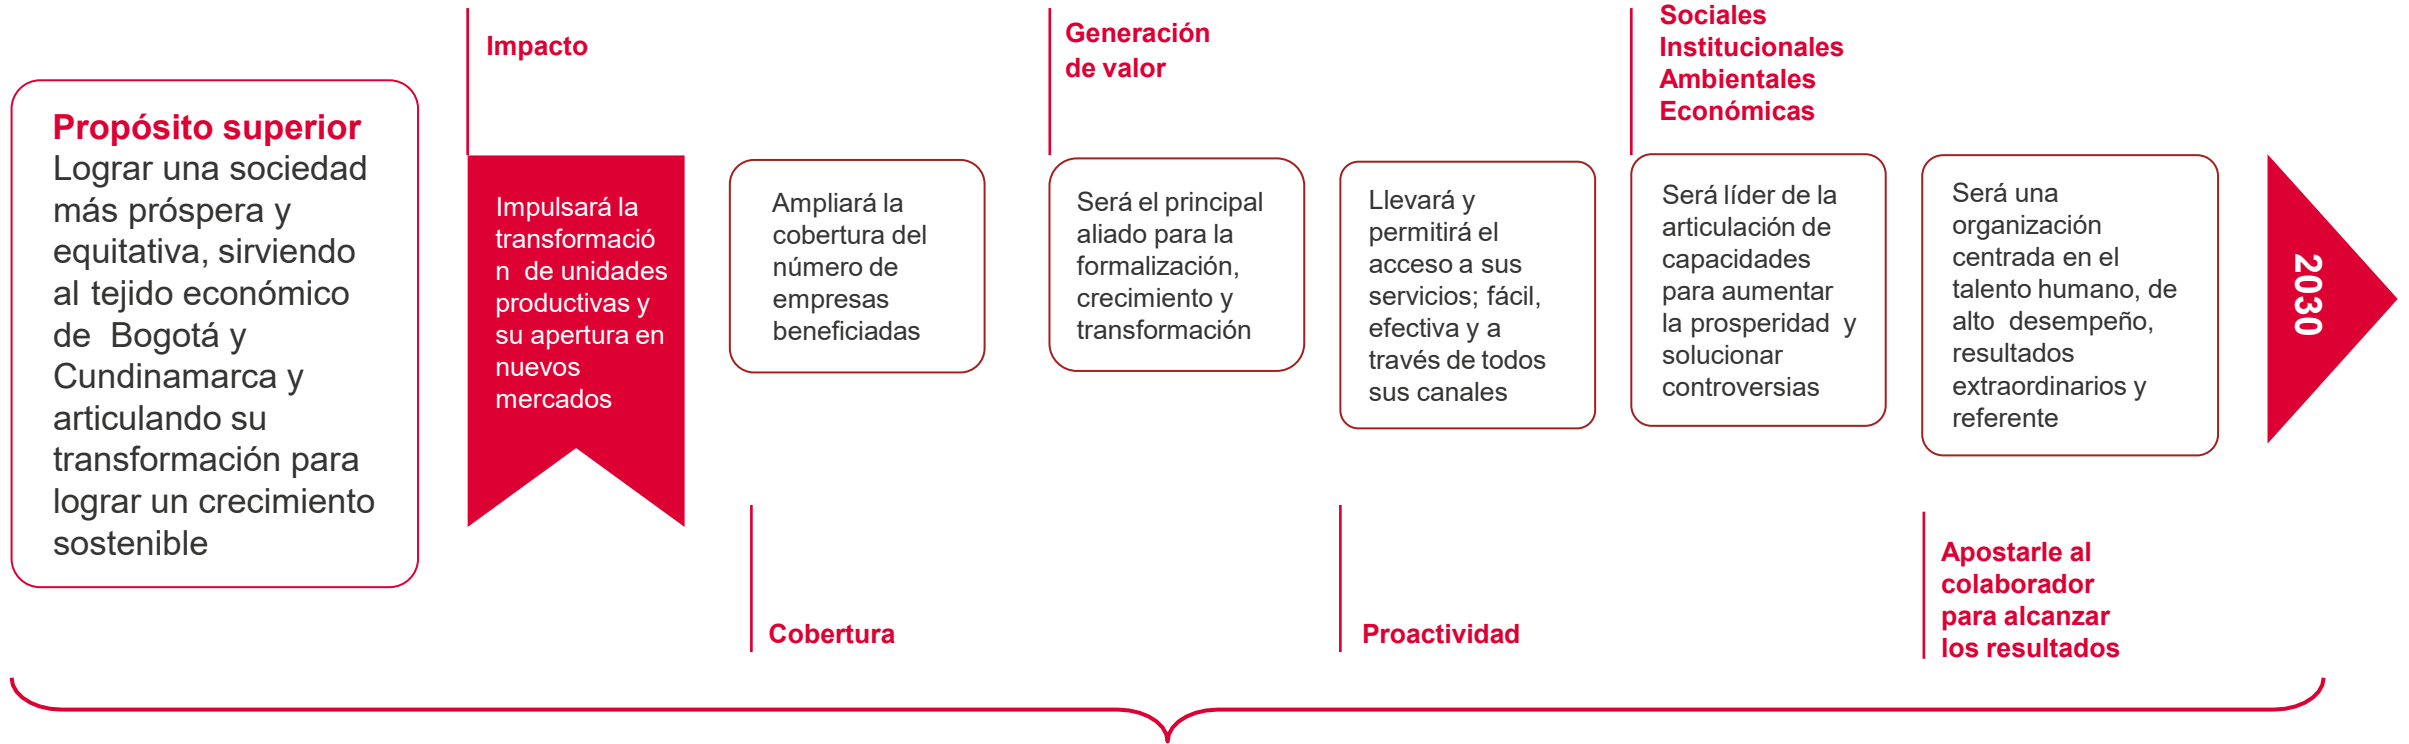 Propósito superior
Lograr una sociedad
más próspera y
equitativa, sirviendo
al tejido económico
de Bogotá y
Cundinamarca y
articulando su
transformación para
lograr un crecimiento
sostenible
Impacto
Impulsará la
transformació
n de unidades
productivas y
su apertura en
nuevos
mercados
Ampliará la
cobertura del
número de
empresas
beneficiadas
Cobertura
Generación
de valor
Será el principal
aliado para la
formalización,
crecimiento y
transformación
Llevará y
permitirá el
acceso a sus
servicios; fácil,
efectiva y a
través de todos
sus canales
Proactividad
Sociales
Institucionales
Ambientales
Económicas
Será líder de la
articulación de
capacidades
para aumentar
la prosperidad y
solucionar
controversias
Será una
organización
centrada en el
talento humano, de
alto desempeño,
resultados
extraordinarios y
referente
Apostarle al
colaborador
para alcanzar
los resultados
2030